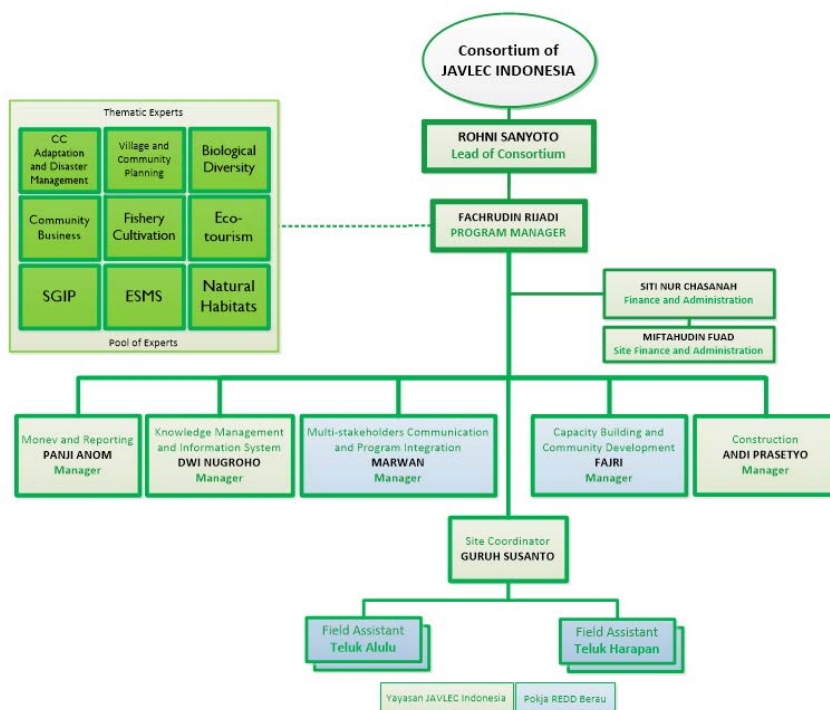 Consortium of
JAVLEC INDONESIA
ROHNI SANYOTO
Lead of Consortium
Thematic Experts
CC
Adaptation
and Disaster
Management
Village and
Community
Planning
Biological
Diversity
Community
Business
Fishery
Cultivation
Eco-
tourism
SGIP
ESMS
Natural
Habitats
Pool of Experts
FACHRUDIN RIJADI
PROGRAM MANAGER
SITI NUR CHASANAH
Finance and Administration
MIFTAHUDIN FUAD
Site Finance and Administration
Monev and Reporting
PANJI ANOM
Manager
Knowledge Management
and Information System
DWI NUGROHO
Manager
Multi-stakeholders Communication
and Program Integration
MARWAN
Manager
Capacity Building and
Community Development
FAJRI
Manager
Construction
ANDI PRASETYO
Manager
Site Coordinator
GURUH SUSANTO
Field Assistant
Teluk Alulu
Field Assistant
Teluk Harapan
Yayasan JAVLEC Indonesia
Pokja REDD Berau